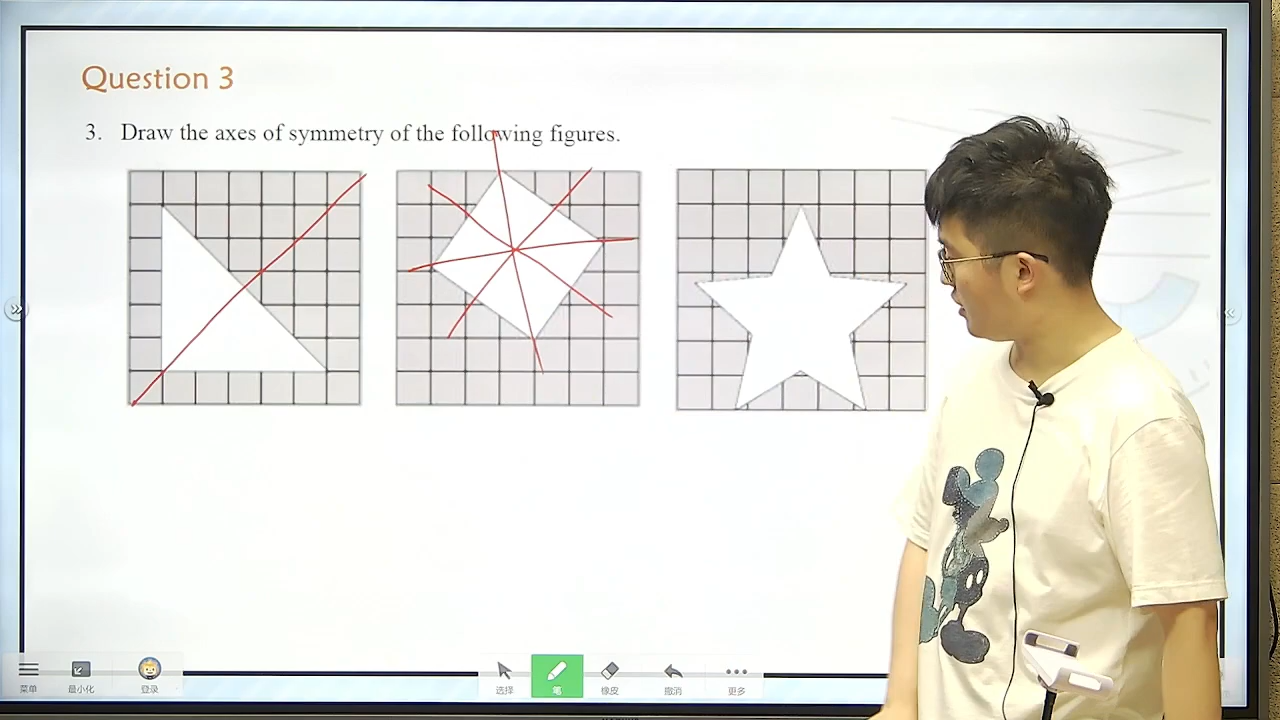 Question 3
3. Draw the axes of symmetry of the following figures.
菜单
最小化
登录
选择
笔
橡皮
撤消
更多